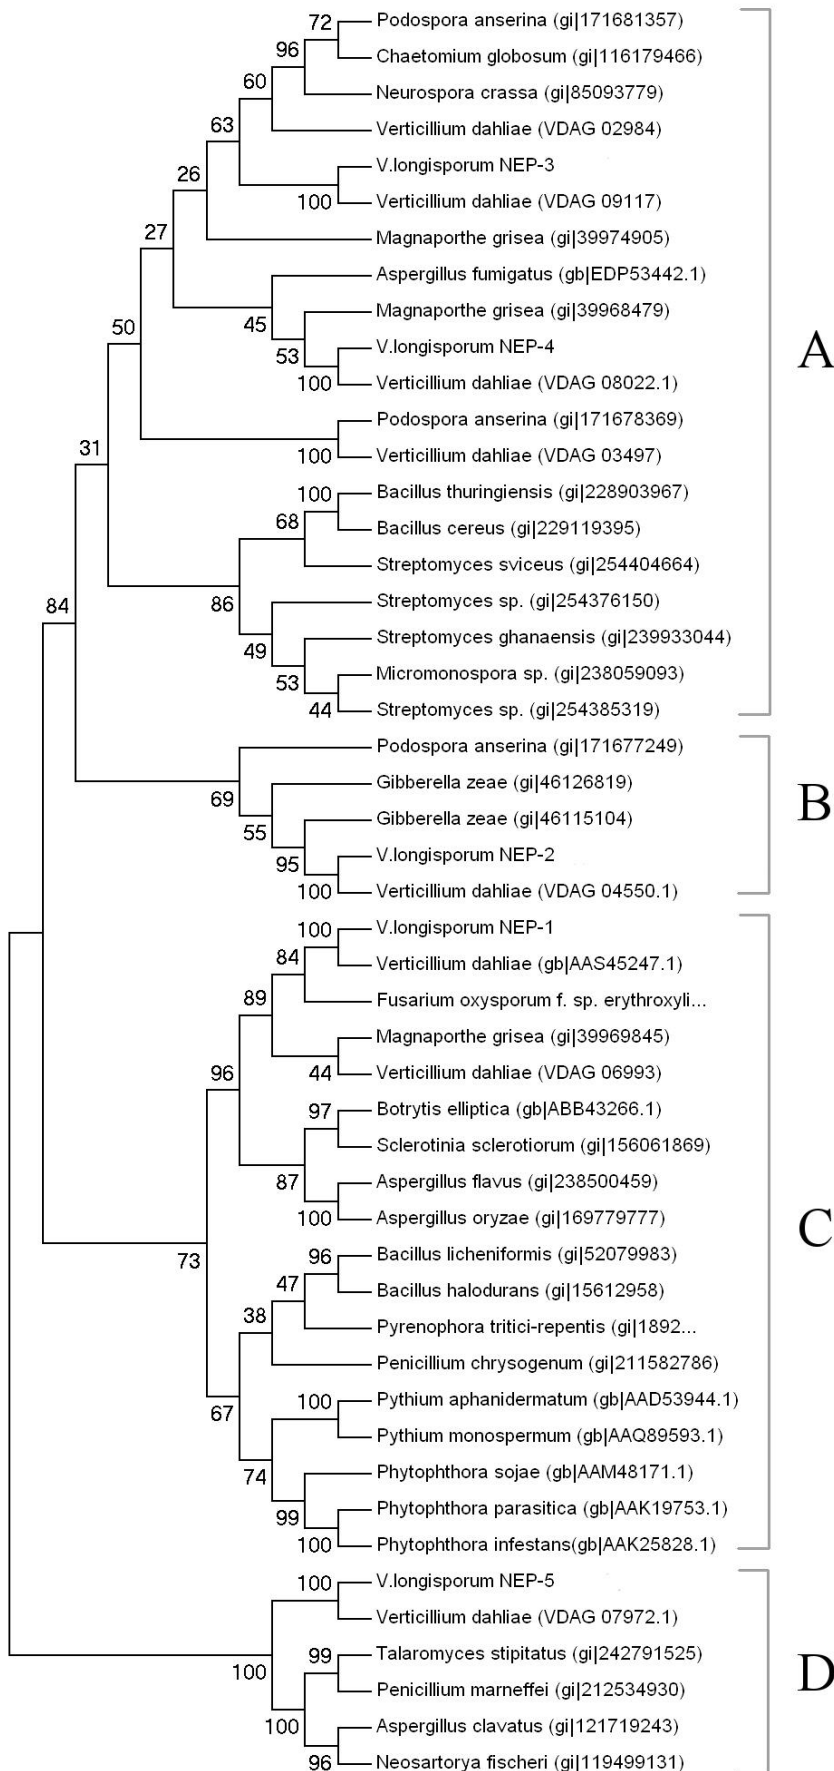 72
Podospora anserina (gi|171681357)
96
Chaetomium globosum (gi|116179466)
60
Neurospora crassa (gi|85093779)
63
Verticillium dahliae (VDAG 02984)
26
V.longisporum NEP-3
100
Verticillium dahliae (VDAG 09117)
27
Magnaporthe grisea (gi|39974905)
Aspergillus fumigatus (gb|EDP53442.1)
45
Magnaporthe grisea (gi|39968479)
50
53
V.longisporum NEP-4
A
100
Verticillium dahliae (VDAG 08022.1)
Podospora anserina (gi|171678369)
31
100
Verticillium dahliae (VDAG 03497)
100
Bacillus thuringiensis (gi|228903967)
68
Bacillus cereus (gi|229119395)
Streptomyces sviceus (gi|254404664)
84
86
Streptomyces sp. (gi|254376150)
49
Streptomyces ghanaensis (gi|239933044)
53
Micromonospora sp. (gi|238059093)
44
Streptomyces sp. (gi|254385319)
Podospora anserina (gi|171677249)
69
Gibberella zeae (gi|46126819)
B
55
Gibberella zeae (gi|46115104)
95
V.longisporum NEP-2
100
Verticillium dahliae (VDAG 04550.1)
100
V.longisporum NEP-1
84
Verticillium dahliae (gb|AAS45247.1)
89
Fusarium oxysporum f. sp. erythroxyli...
Magnaporthe grisea (gi|39969845)
96
44
Verticillium dahliae (VDAG 06993)
97
Botrytis elliptica (gb|ABB43266.1)
Sclerotinia sclerotiorum (gi|156061869)
87
Aspergillus flavus (gi|238500459)
100
Aspergillus oryzae (gi|169779777)
C
73
96
Bacillus licheniformis (gi|52079983)
47
Bacillus halodurans (gi|15612958)
38
Pyrenophora tritici-repentis (gi|1892...
Penicillium chrysogenum (gi|211582786)
67
100
Pythium aphanidermatum (gb|AAD53944.1)
Pythium monospermum (gb|AAQ89593.1)
74
Phytophthora sojae (gb|AAM48171.1)
99
Phytophthora parasitica (gb|AAK19753.1)
100
Phytophthora infestans(gb|AAK25828.1)
100
V.longisporum NEP-5
Verticillium dahliae (VDAG 07972.1)
100
99
Talaromyces stipitatus (gi|242791525)
D
Penicillium marneffei (gi|212534930)
100
Aspergillus clavatus (gi|121719243)
96
Neosartorya fischeri (gi|119499131)